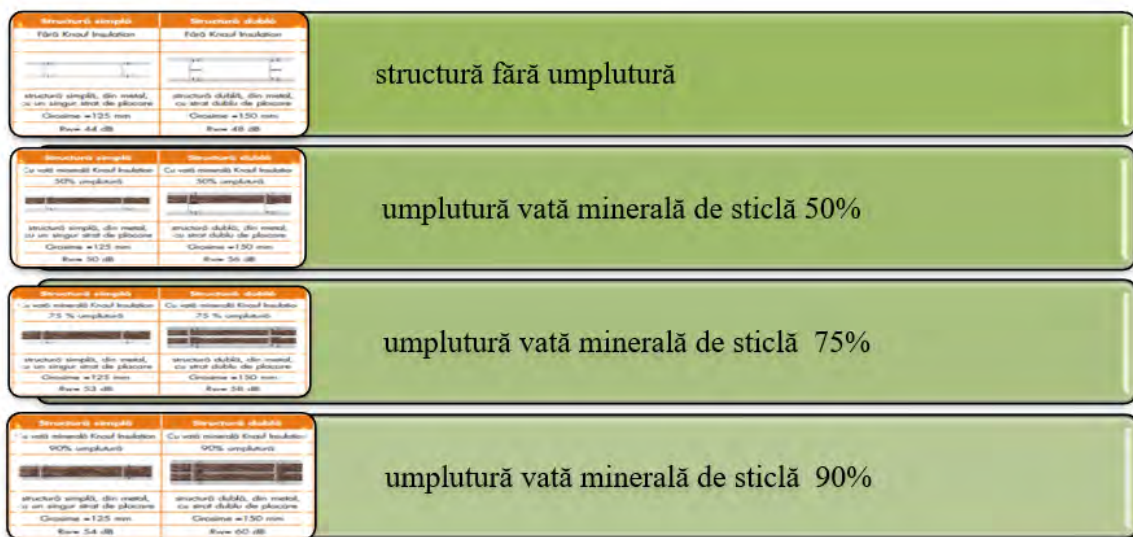 Structură simplă Structură dublă
Fără Knauf Insulation Fără Knauf Insulation
structură simplă, din metal, structură dublă, din metal,
cu un singur strat de placare cu strat dublu de placare
Grosime =125 mm Grosime =150 mm
Rw= 44 dB Rw= 48 dB
structură fără umplutură
Structură simplă Structură dublă
Cu vată minerală Knauf Insulation Cu vată minerală Knauf Insulation
50% umplutură 50% umplutură
structură simplă, din metal, structură dublă, din metal,
cu un singur strat de placare cu strat dublu de placare
Grosime =125 mm Grosime =150 mm
Rw= 50 dB Rw= 56 dB
umplutură vată minerală de sticlă 50%
Structură simplă Structură dublă
Cu vată minerală Knauf Insulation Cu vată minerală Knauf Insulation
75 % umplutură 75 % umplutură
structură simplă, din metal, structură dublă, din metal,
cu un singur strat de placare cu strat dublu de placare
Grosime =125 mm Grosime =150 mm
Rw= 53 dB Rw= 58 dB
umplutură vată minerală de sticlă 75%
Structură simplă Structură dublă
Cu vată minerală Knauf Insulation Cu vată minerală Knauf Insulation
90% umplutură 90% umplutură
structură simplă, din metal, structură dublă, din metal,
cu un singur strat de placare cu strat dublu de placare
Grosime =125 mm Grosime =150 mm
Rw= 54 dB Rw= 60 dB
umplutură vată minerală de sticlă 90%